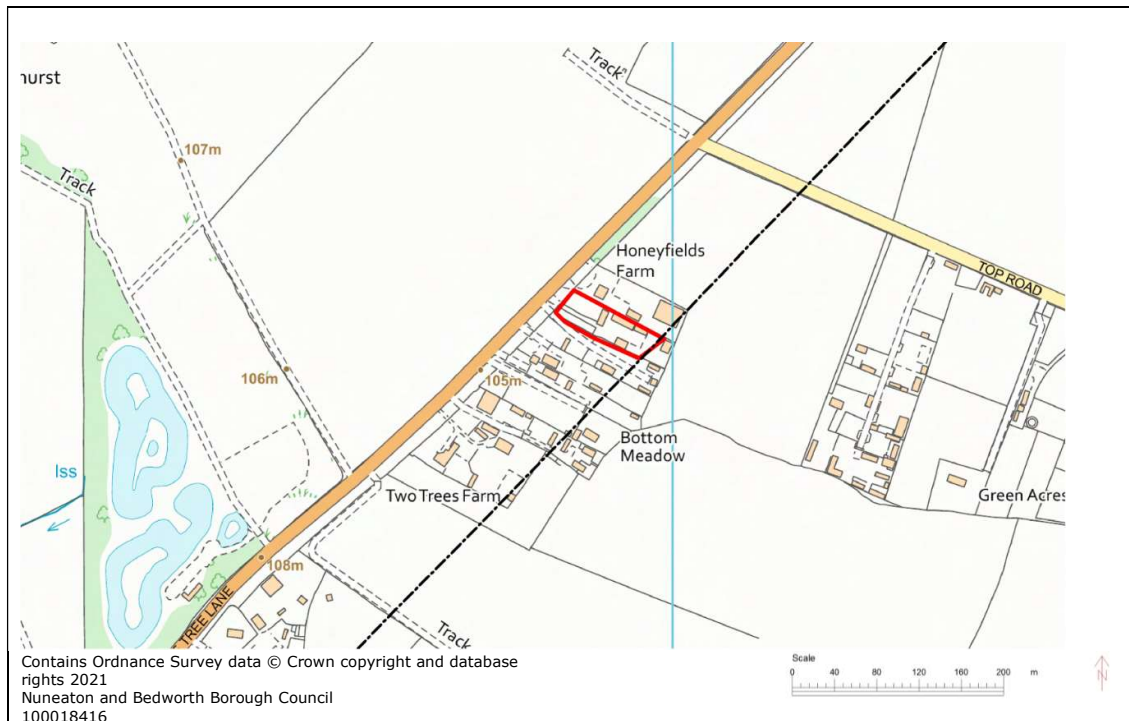 hurst
Track
107m
Track
Honeyfields
Farm
TOP ROAD
106m
105m
Bottom
Meadow
Iss
Two Trees Farm
Green Acres
108m
TREE LANE
Track
Contains Ordnance Survey data © Crown copyright and database
rights 2021
Nuneaton and Bedworth Borough Council
100018416
Scale
0 40 80 120 160 200 m
N